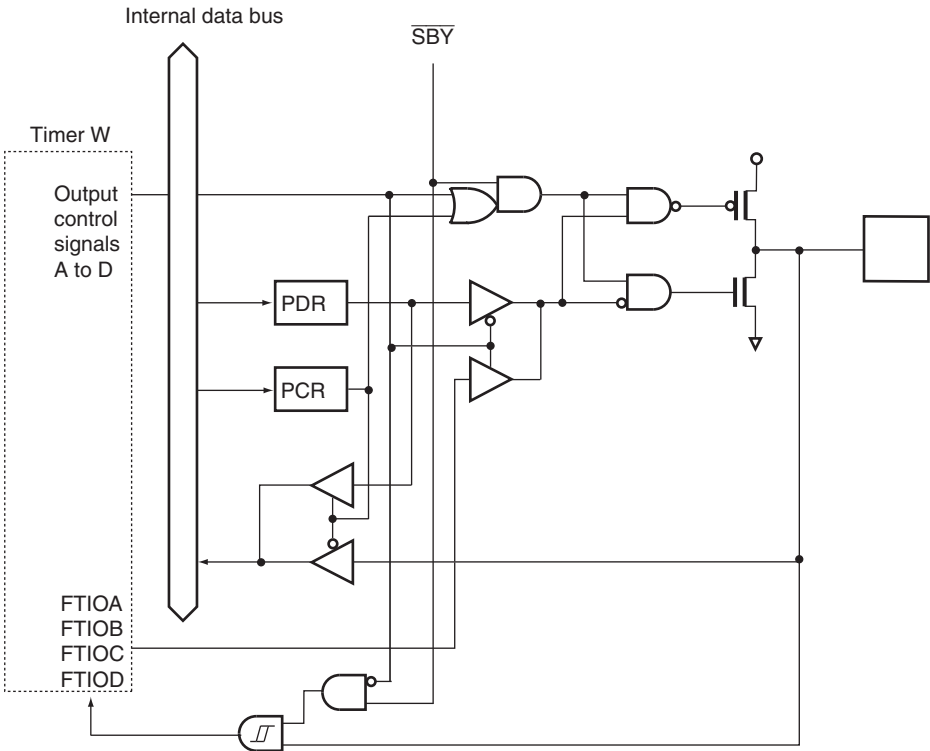 Internal data bus
SBY
Timer W
Output
control
signals
A to D
PDR
PCR
FTIOA
FTIOB
FTIOC
FTIOD